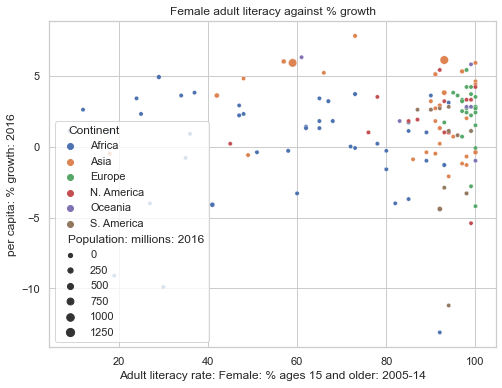 Female adult literacy against % growth
per capita: % growth: 2016
5
0
−5
−10
Continent
Africa
Asia
Europe
N. America
Oceania
S. America
Population: millions: 2016
0
250
500
750
1000
1250
20
40
60
80
100
Adult literacy rate: Female: % ages 15 and older: 2005-14